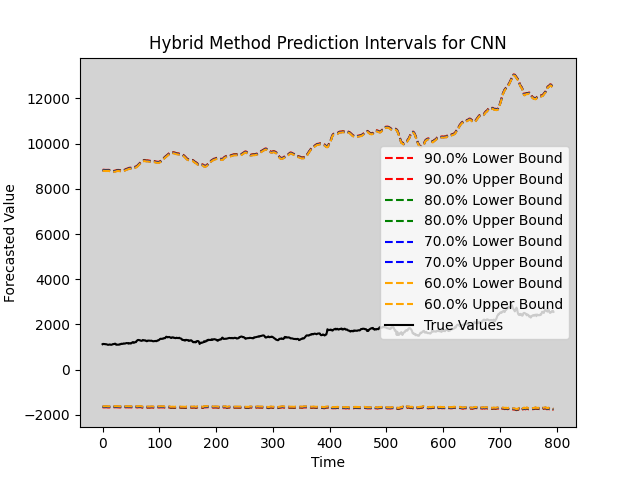 Hybrid Method Prediction Intervals for CNN
12000
10000
8000
6000
4000
2000
0
−2000
Forecasted Value
90.0% Lower Bound
90.0% Upper Bound
80.0% Lower Bound
80.0% Upper Bound
70.0% Lower Bound
70.0% Upper Bound
60.0% Lower Bound
60.0% Upper Bound
True Values
0 100 200 300 400 500 600 700 800
Time